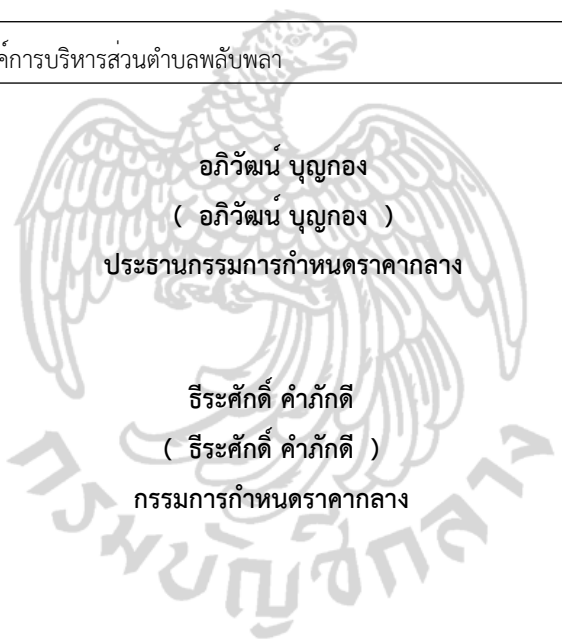 ค์การบริหารส่วนตำบลพลับพลา
อภิวัฒน์ บุญกอง
( อภิวัฒน์ บุญกอง )
ประธานกรรมการกำหนดราคากลาง
ธีระศักดิ์ คำภักดี
( ธีระศักดิ์ คำภักดี )
กรรมการกำหนดราคากลาง
กรมบัญชีกลาง